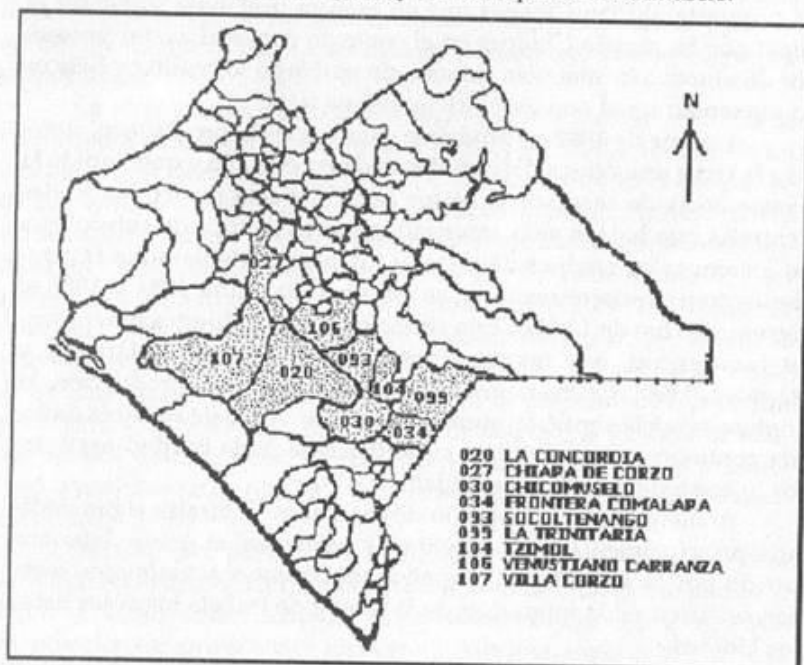 N
027
106
107
020
093
104
099
030
034
020 LA CONCORDIA
027 CHIAPA DE CORZO
030 CHICOMUSELO
034 FRONTERA COMALAPA
093 SOCOLTENANGO
099 LA TRINITARIA
104 TZIMOL
106 VENUSTIANO CARRANZA
107 VILLA CORZO